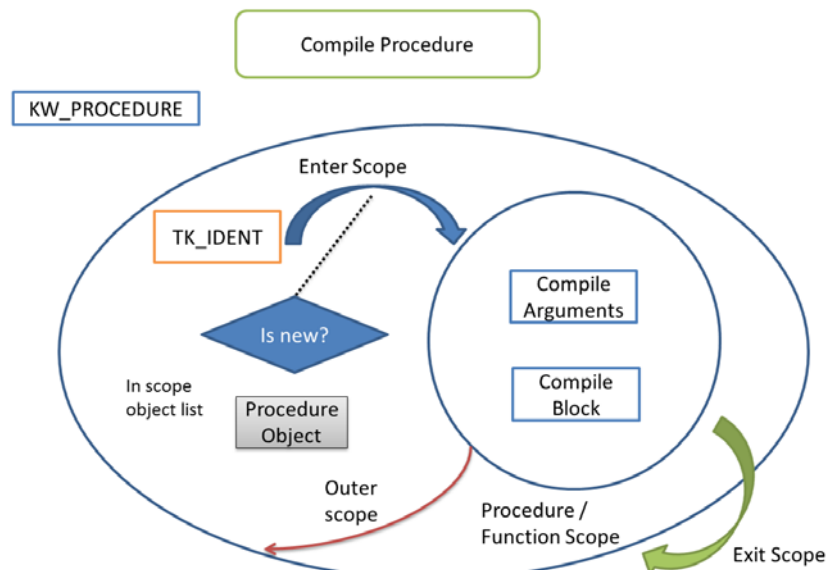 Compile Procedure
KW_PROCEDURE
Enter Scope
TK_IDENT
Compile
Arguments
Is new?
In scope
object list
Procedure
Object
Compile
Block
Outer
scope
Procedure /
Function Scope
Exit Scope